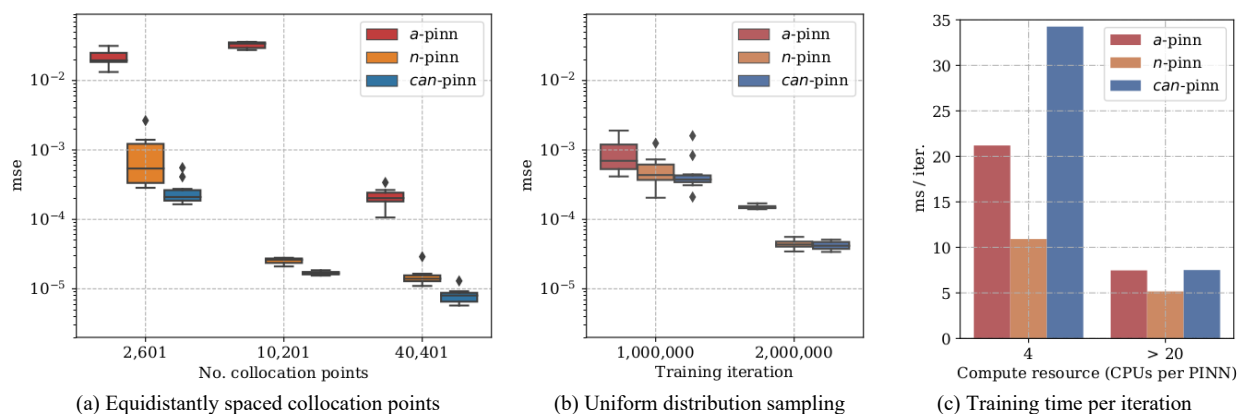 a-pinn
n-pinn
can-pinn
10⁻²
10⁻³
10⁻⁴
10⁻⁵
mse
2,601
10,201
40,401
No. collocation points
(a) Equidistantly spaced collocation points
a-pinn
n-pinn
can-pinn
10⁻²
10⁻³
10⁻⁴
10⁻⁵
mse
1,000,000
2,000,000
Training iteration
(b) Uniform distribution sampling
a-pinn
n-pinn
can-pinn
35
30
25
20
15
10
5
0
ms / iter.
4
> 20
Compute resource (CPUs per PINN)
(c) Training time per iteration